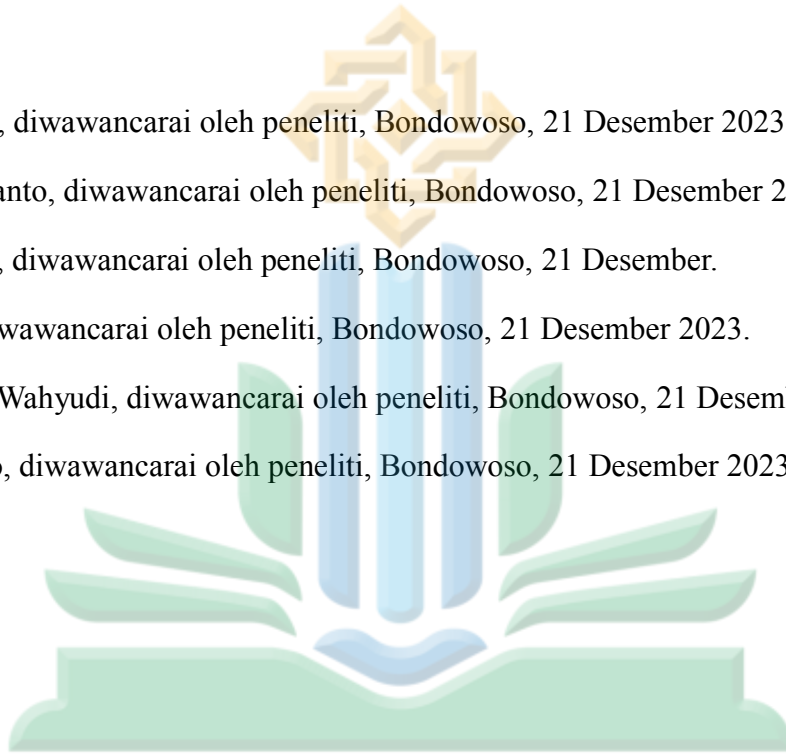 , diwawancarai oleh peneliti, Bondowoso, 21 Desember 2023
anto, diwawancarai oleh peneliti, Bondowoso, 21 Desember 2
, diwawancarai oleh peneliti, Bondowoso, 21 Desember.
wawancarai oleh peneliti, Bondowoso, 21 Desember 2023.
Wahyudi, diwawancarai oleh peneliti, Bondowoso, 21 Desem
o, diwawancarai oleh peneliti, Bondowoso, 21 Desember 2023